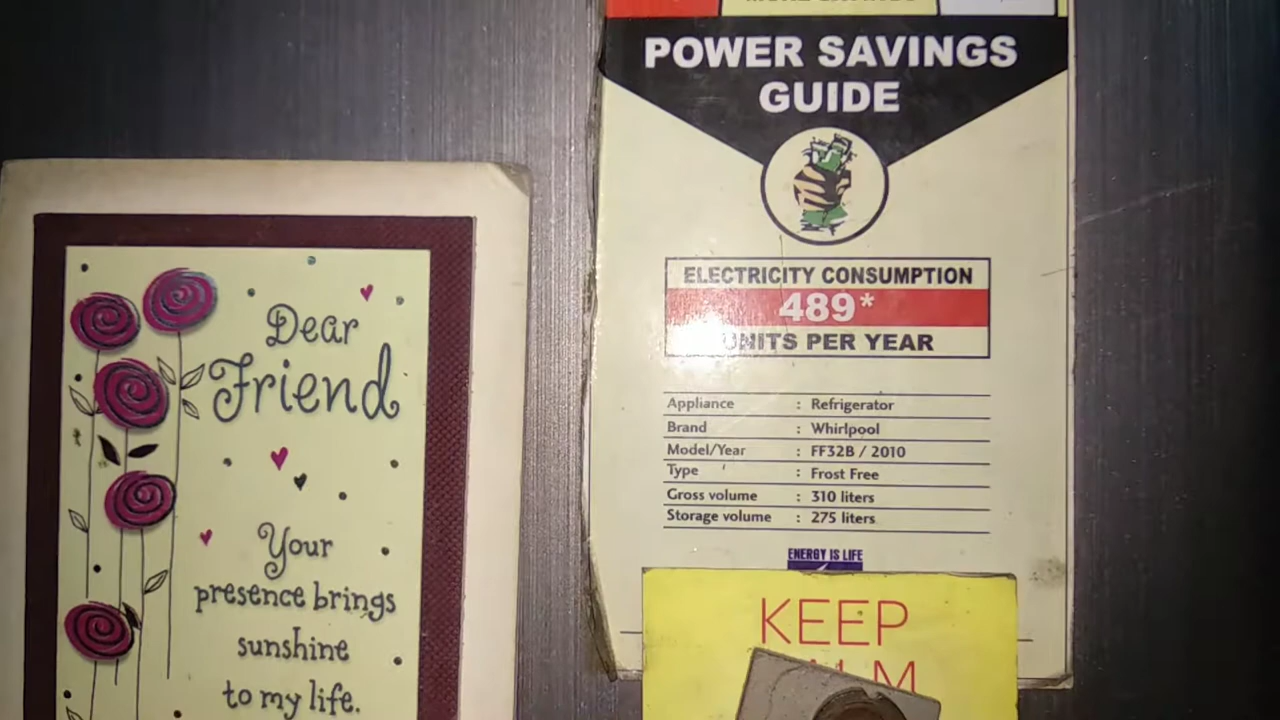 POWER SAVINGS
GUIDE
ELECTRICITY CONSUMPTION
489*
UNITS PER YEAR
Appliance : Refrigerator
Brand : Whirlpool
Model/Year : FF32B / 2010
Type : Frost Free
Gross volume : 310 liters
Storage volume : 275 liters
ENERGY IS LIFE
KEEP
Dear
Friend
Your
presence brings
sunshine
to my life.